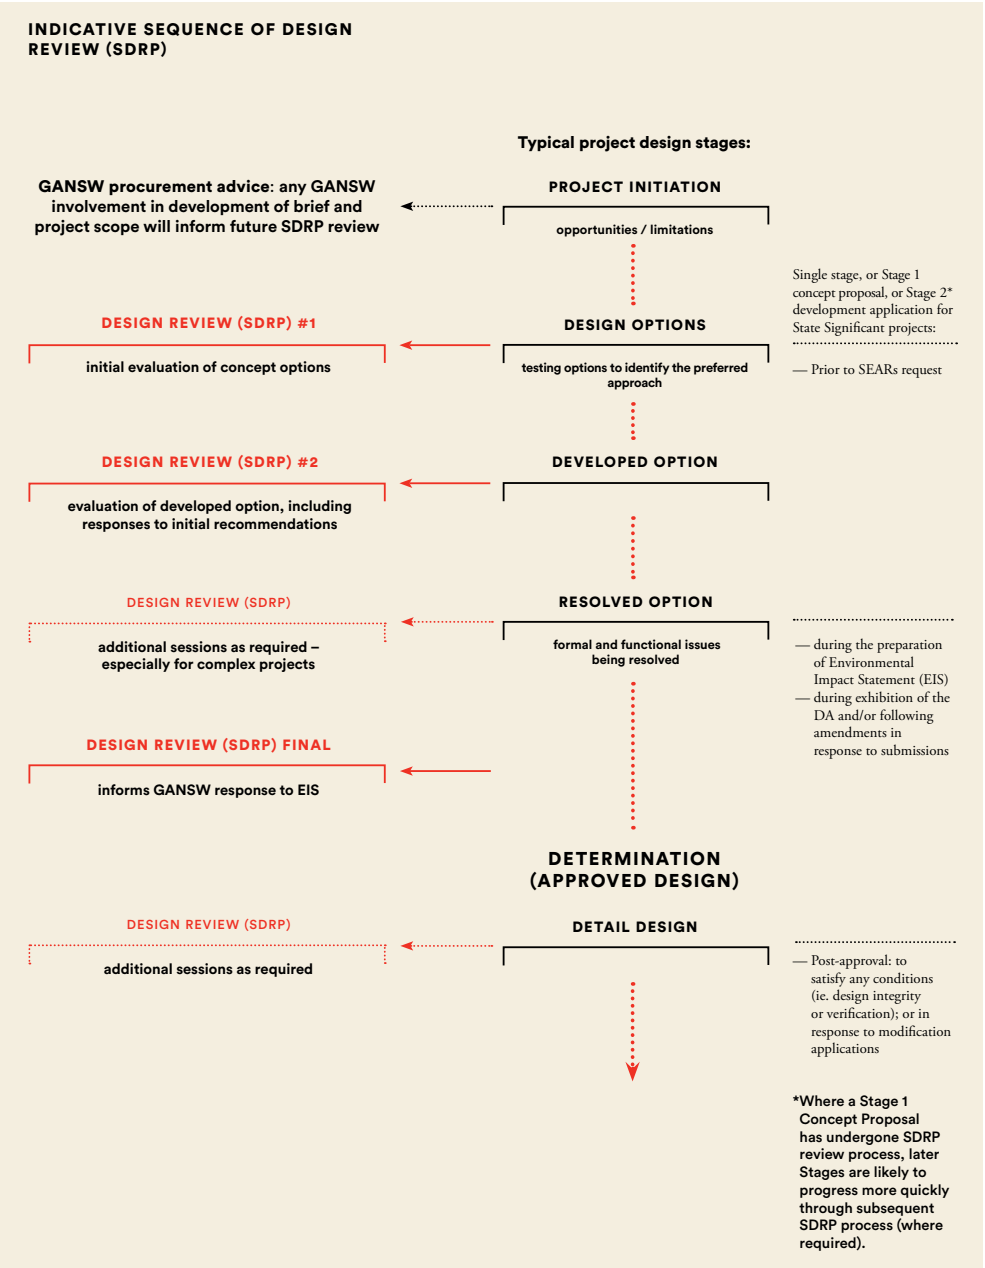 INDICATIVE SEQUENCE OF DESIGN
REVIEW (SDRP)
Typical project design stages:
GANSW procurement advice: any GANSW
involvement in development of brief and
project scope will inform future SDRP review
PROJECT INITIATION
opportunities / limitations
Single stage, or Stage 1
concept proposal, or Stage 2*
development application for
State Significant projects:
DESIGN REVIEW (SDRP) #1
initial evaluation of concept options
DESIGN OPTIONS
testing options to identify the preferred
approach
— Prior to SEARs request
DESIGN REVIEW (SDRP) #2
evaluation of developed option, including
responses to initial recommendations
DEVELOPED OPTION
DESIGN REVIEW (SDRP)
additional sessions as required –
especially for complex projects
RESOLVED OPTION
formal and functional issues
being resolved
— during the preparation
of Environmental
Impact Statement (EIS)
— during exhibition of the
DA and/or following
amendments in
response to submissions
DESIGN REVIEW (SDRP) FINAL
informs GANSW response to EIS
DETERMINATION
(APPROVED DESIGN)
DESIGN REVIEW (SDRP)
additional sessions as required
DETAIL DESIGN
— Post-approval: to
satisfy any conditions
(ie. design integrity
or verification); or in
response to modification
applications
*Where a Stage 1
Concept Proposal
has undergone SDRP
review process, later
Stages are likely to
progress more quickly
through subsequent
SDRP process (where
required).